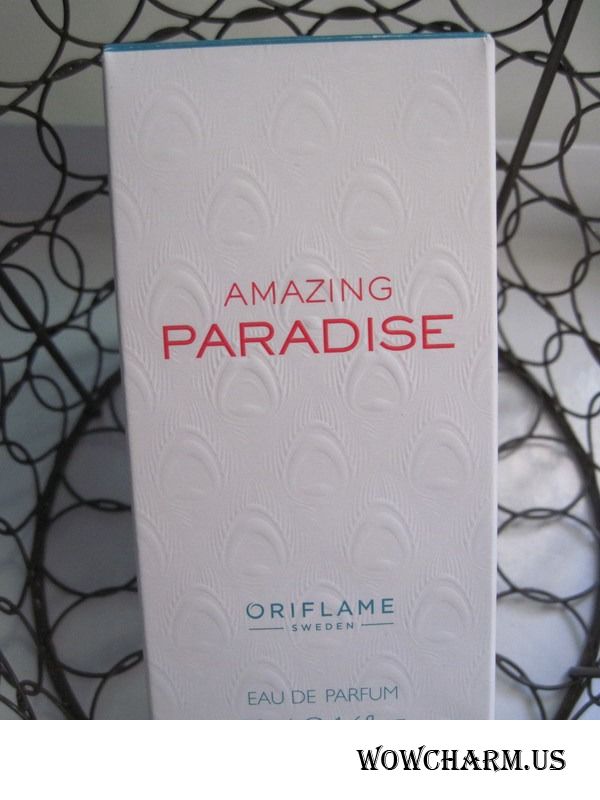 AMAZING
PARADISE
ORIFLAME
SWEDEN
EAU DE PARFUM
WOWCHARM.US